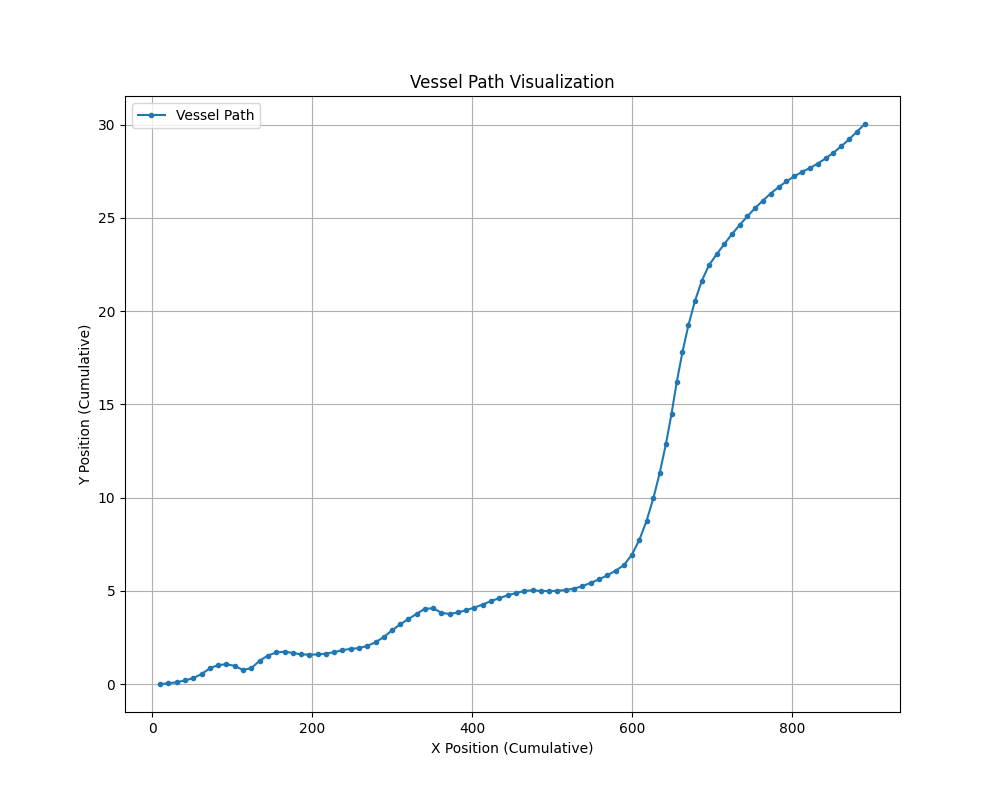 Vessel Path Visualization
Vessel Path
30
25
20
15
10
5
0
Y Position (Cumulative)
0 200 400 600 800
X Position (Cumulative)